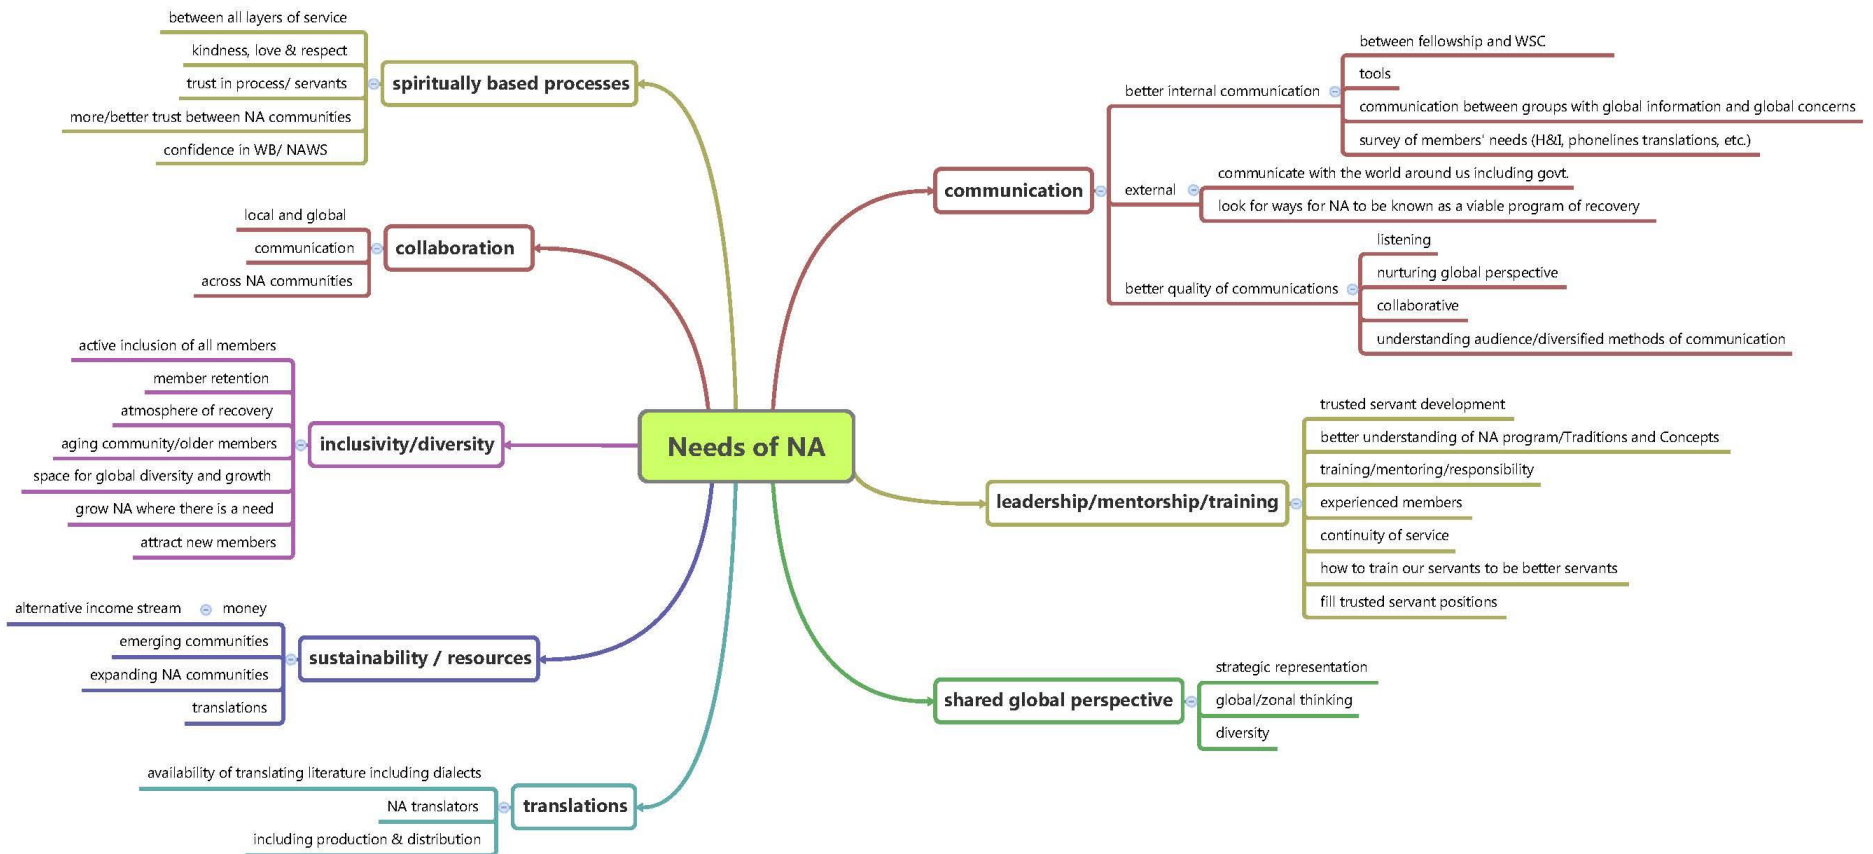 Needs of NA
communication
better internal communication
between fellowship and WSC
tools
communication between groups with global information and global concerns
survey of members' needs (H&I, phonelines translations, etc.)
external
communicate with the world around us including govt.
look for ways for NA to be known as a viable program of recovery
better quality of communications
listening
nurturing global perspective
collaborative
understanding audience/diversified methods of communication
leadership/mentorship/training
trusted servant development
better understanding of NA program/Traditions and Concepts
training/mentoring/responsibility
experienced members
continuity of service
how to train our servants to be better servants
fill trusted servant positions
shared global perspective
strategic representation
global/zonal thinking
diversity
spiritually based processes
between all layers of service
kindness, love & respect
trust in process/ servants
more/better trust between NA communities
confidence in WB/ NAWS
collaboration
local and global
communication
across NA communities
inclusivity/diversity
active inclusion of all members
member retention
atmosphere of recovery
aging community/older members
space for global diversity and growth
grow NA where there is a need
attract new members
sustainability / resources
money
alternative income stream
emerging communities
expanding NA communities
translations
translations
availability of translating literature including dialects
NA translators
including production & distribution